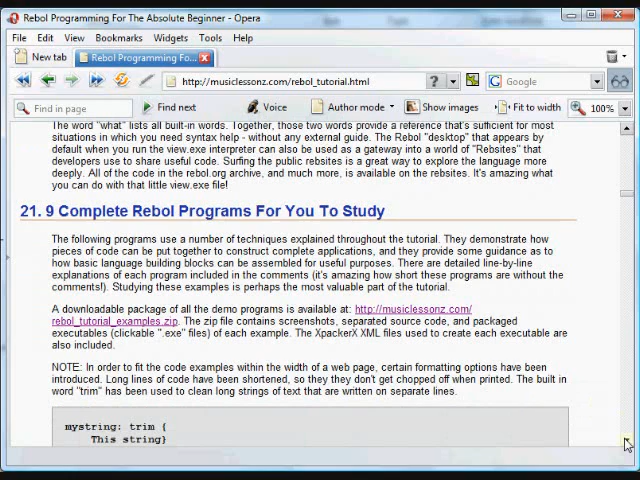 Rebol Programming For The Absolute Beginner - Opera
File Edit View Bookmarks Widgets Tools Help
New tab Rebol Programming Fo...
http://musiclessonz.com/rebol_tutorial.html ? Google
Find in page Find next Voice Author mode Show images Fit to width 100%
The word "what" lists all built-in words. Together, those two words provide a reference that's sufficient for most
situations in which you need syntax help - without any external guide. The Rebol "desktop" that appears by
default when you run the view.exe interpreter can also be used as a gateway into a world of "Rebsites" that
developers use to share useful code. Surfing the public rebsites is a great way to explore the language more
deeply. All of the code in the rebol.org archive, and much more, is available on the rebsites. It's amazing what
you can do with that little view.exe file!
21. 9 Complete Rebol Programs For You To Study
The following programs use a number of techniques explained throughout the tutorial. They demonstrate how
pieces of code can be put together to construct complete applications, and they provide some guidance as to
how basic language building blocks can be assembled for useful purposes. There are detailed line-by-line
explanations of each program included in the comments (it's amazing how short these programs are without the
comments!). Studying these examples is perhaps the most valuable part of the tutorial.
A downloadable package of all the demo programs is available at: http://musiclessonz.com/
rebol_tutorial_examples.zip. The zip file contains screenshots, separated source code, and packaged
executables (clickable ".exe" files) of each example. The XpackerX XML files used to create each executable are
also included.
NOTE: In order to fit the code examples within the width of a web page, certain formatting options have been
introduced. Long lines of code have been shortened, so they they don't get chopped off when printed. The built in
word "trim" has been used to clean long strings of text that are written on separate lines.
mystring: trim {
This string}